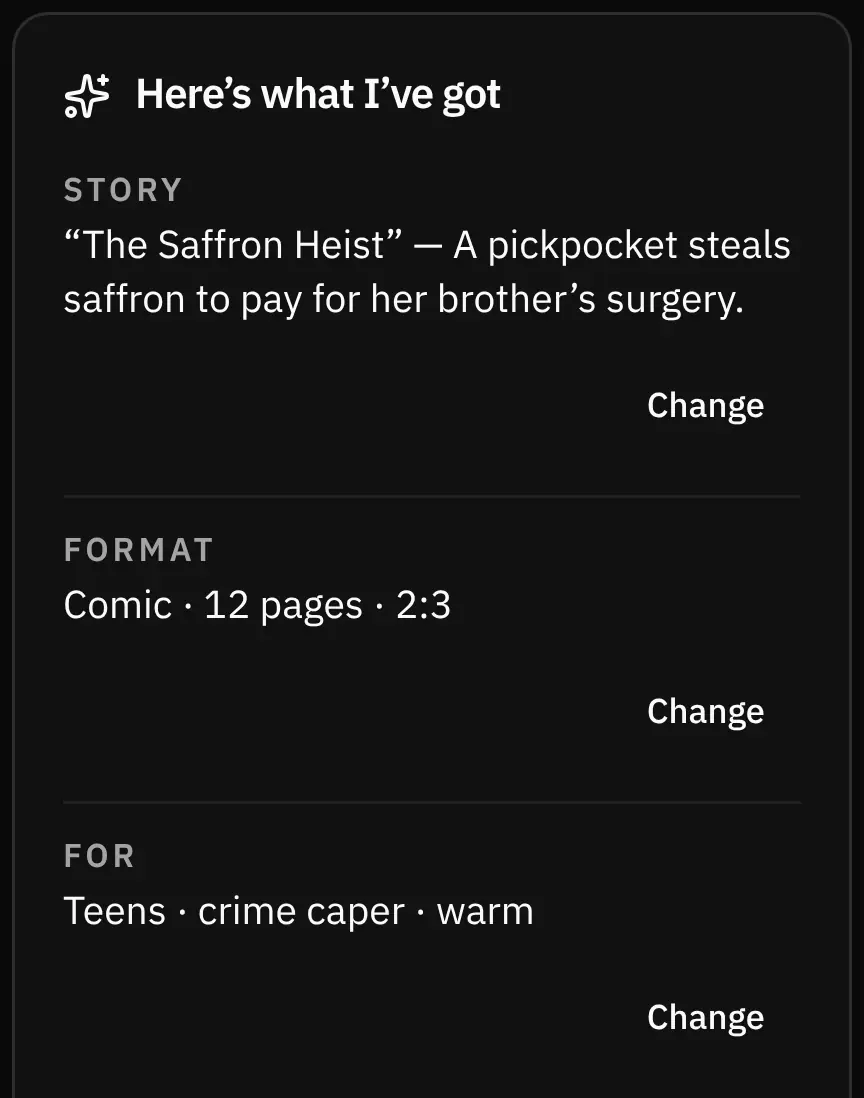 Here’s what I’ve got
STORY
“The Saffron Heist” — A pickpocket steals
saffron to pay for her brother’s surgery.
Change
FORMAT
Comic · 12 pages · 2:3
Change
FOR
Teens · crime caper · warm
Change